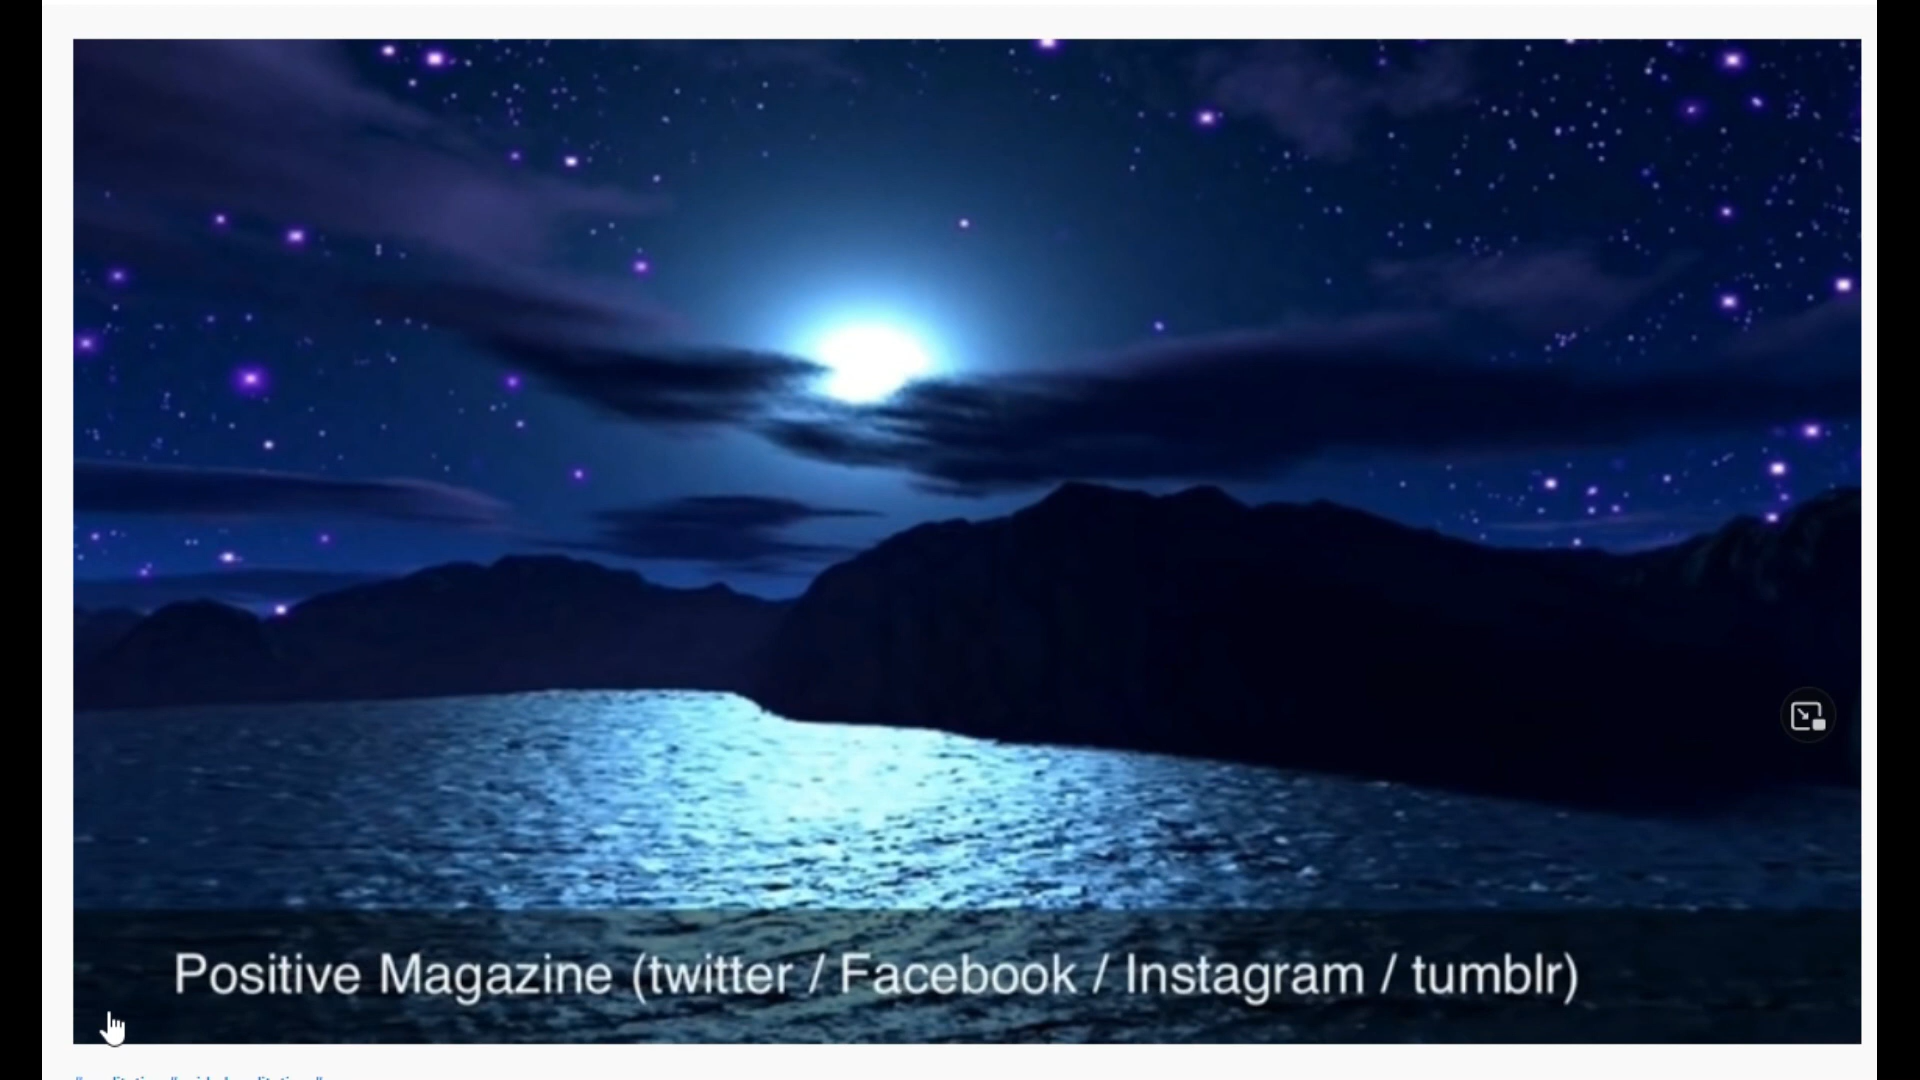 Positive Magazine (twitter / Facebook / Instagram / tumblr)